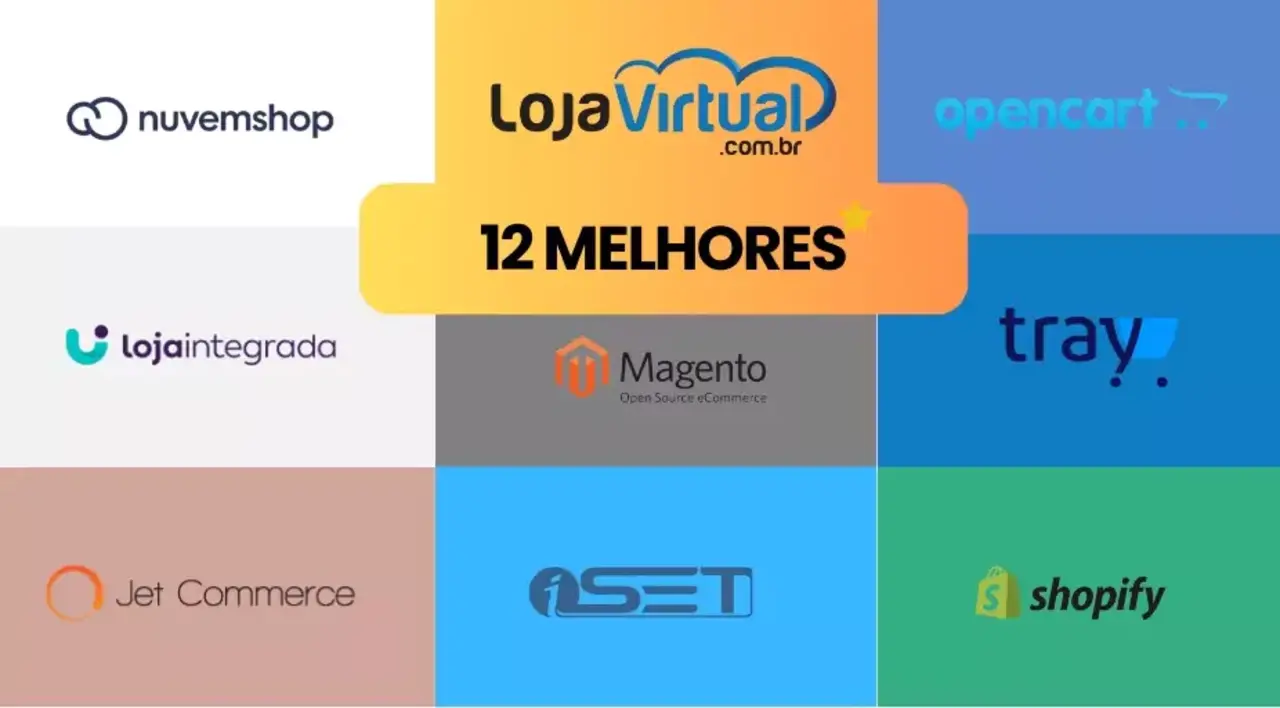 nuvemshop
LojaVirtual
.com.br
opencart
12 MELHORES
lojaintegrada
Magento
Open Source eCommerce
tray
Jet Commerce
iSET
shopify